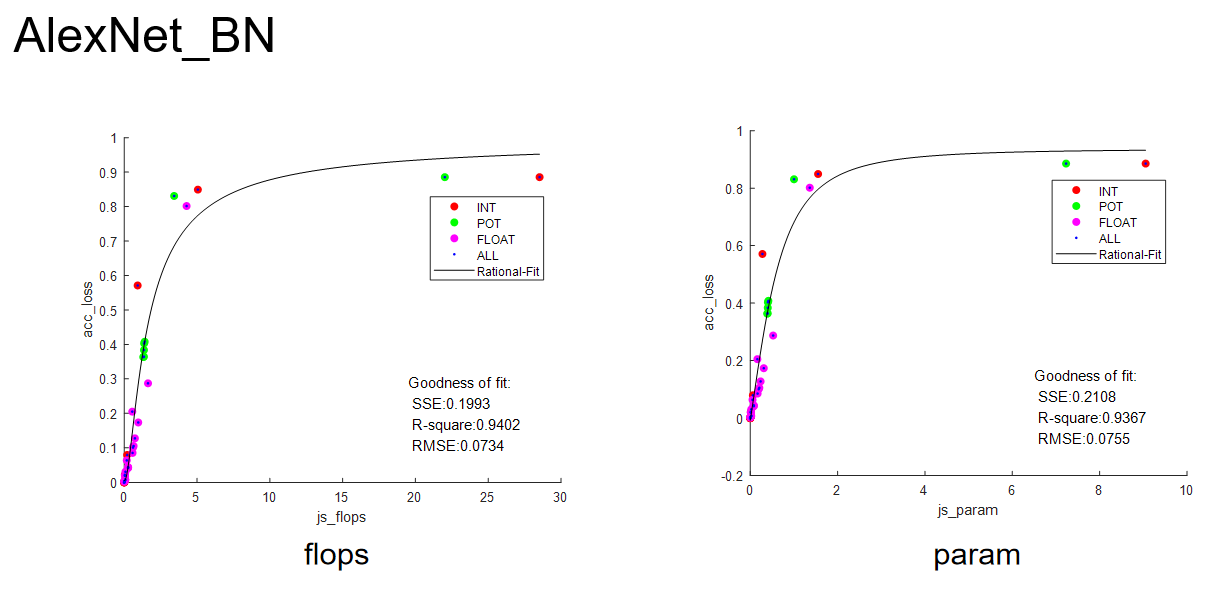 AlexNet_BN
1
0.9
0.8
0.7
0.6
0.5
0.4
0.3
0.2
0.1
0
acc_loss
0 5 10 15 20 25 30
js_flops
INT
POT
FLOAT
ALL
Rational-Fit
Goodness of fit:
SSE:0.1993
R-square:0.9402
RMSE:0.0734
flops
1
0.8
0.6
0.4
0.2
0
-0.2
acc_loss
0 2 4 6 8 10
js_param
INT
POT
FLOAT
ALL
Rational-Fit
Goodness of fit:
SSE:0.2108
R-square:0.9367
RMSE:0.0755
param